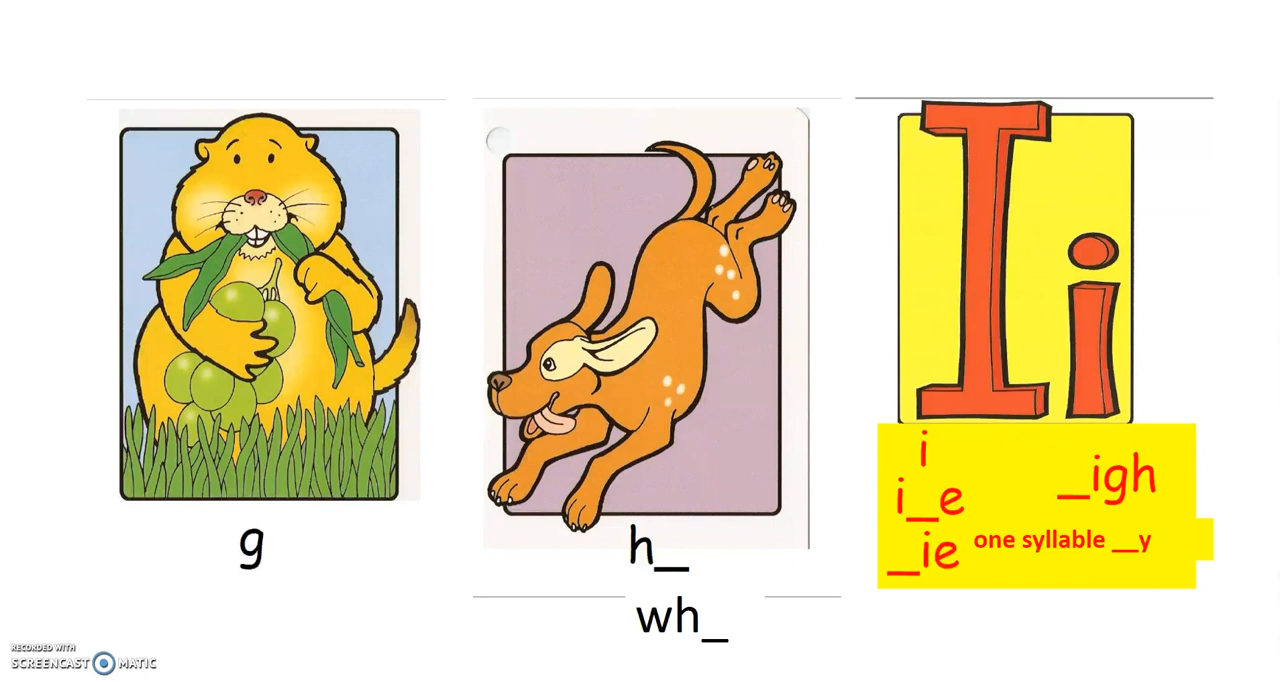 g
h_
wh_
I i
i
i_e
_ie
_igh
one syllable __y
RECORDED WITH
SCREENCAST MATIC